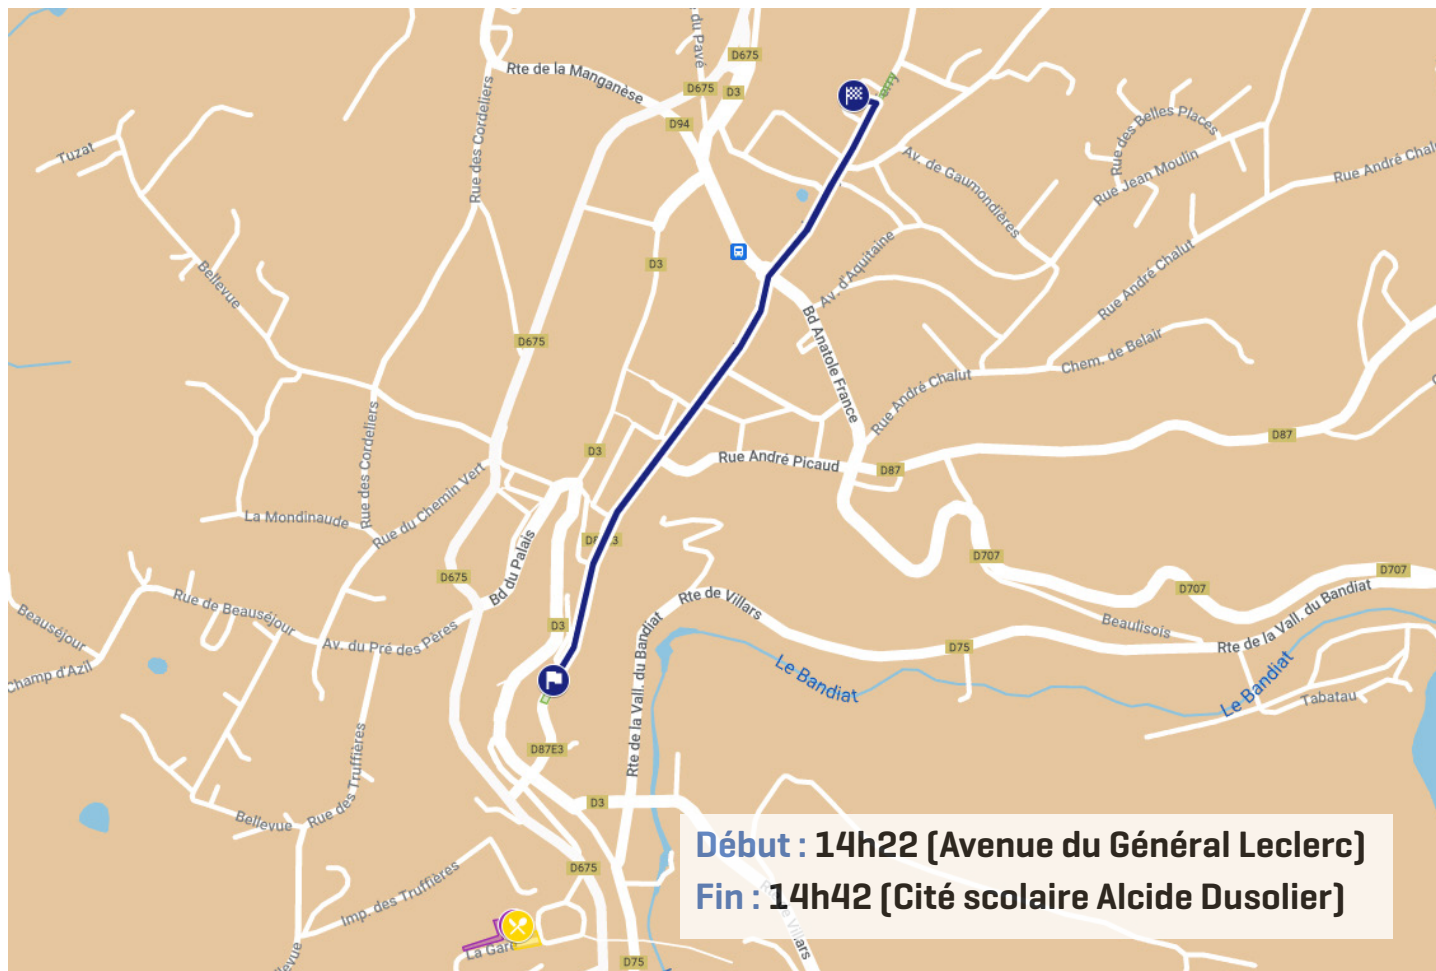 du Pavé
D675
Rte de la Manganèse
D675
D3
D94
Rue des Cordeliers
Tuzat
Av. de Gaumondières
Rue des Belles Places
Rue Jean Moulin
Rue André
Bellevue
D3
Av. d'Aquitaine
Rue André Chalut
D675
Bd Anatole France
Chem. de Belair
Rue André Chalut
Rue des Cordeliers
D3
D87
Rue André Picaud
D87
Rue du Chemin Vert
La Mondinaude
Bd du Palais
D675
D707
D707
D707
Rue de Beauséjour
Beauséjour
Av. du Pré des Pères
D3
Rte de Villars
Rte de la Vall. du Bandiat
Beaulisois
Rte de la Vall. du Bandiat
D75
Champ d'Azil
Le Bandiat
Le Bandiat
Tabatau
D87E3
Rue des Truffières
D3
Bellevue
Début : 14h22 (Avenue du Général Leclerc)
Fin : 14h42 (Cité scolaire Alcide Dusolier)
D675
Imp. des Truffières
La Gare
D75